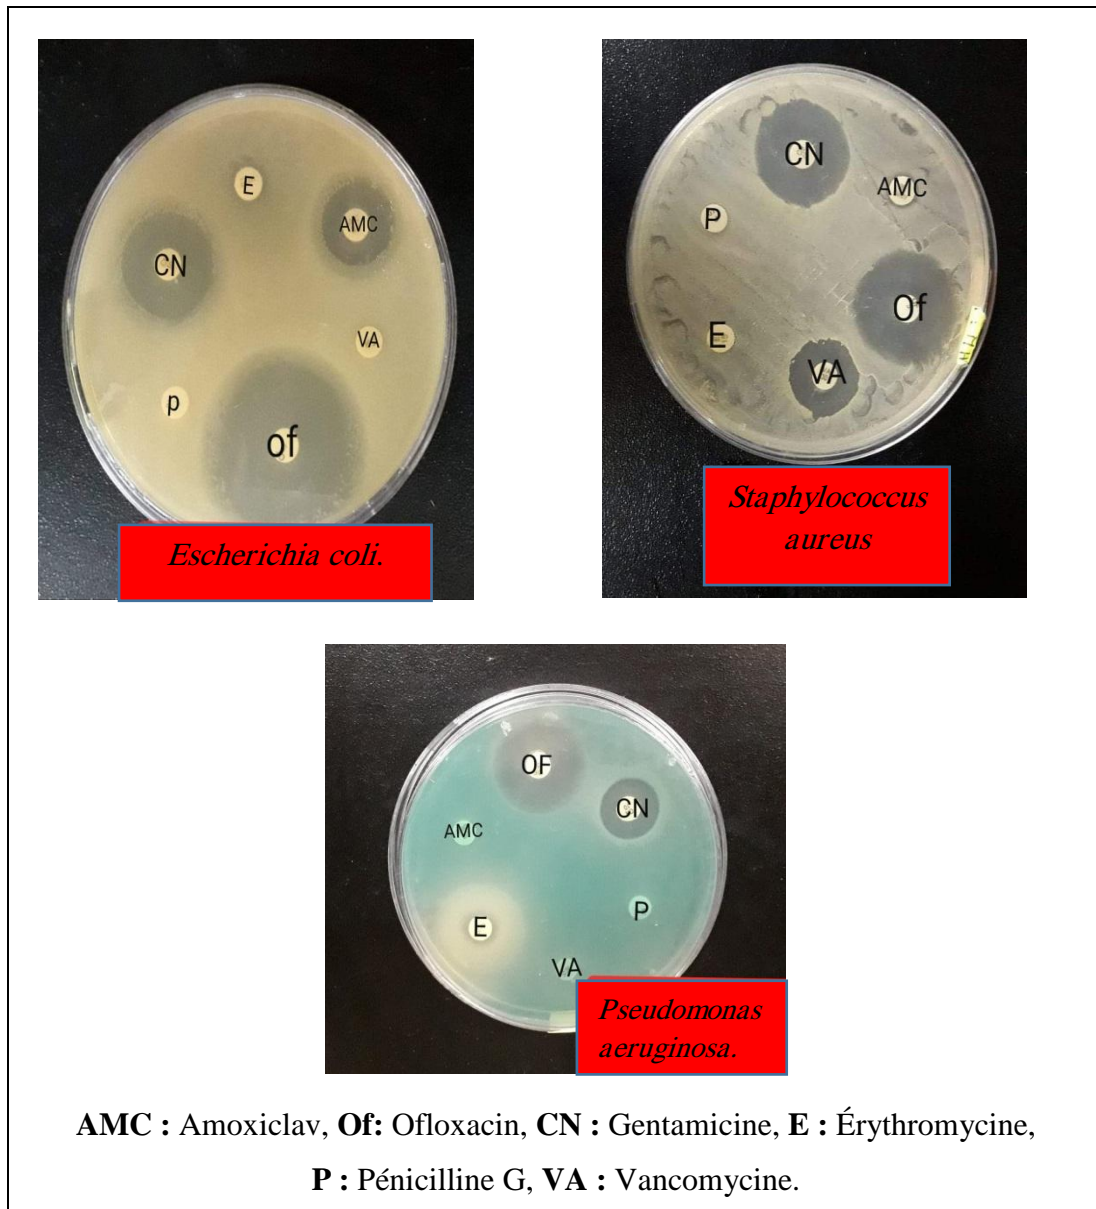 E
AMC
CN
VA
p
of
Escherichia coli.
CN
AMC
P
Of
E
VA
Staphylococcus
aureus
OF
CN
AMC
P
E
VA
Pseudomonas
aeruginosa.
AMC : Amoxiclav, Of: Ofloxacin, CN : Gentamicine, E : Érythromycine,
P : Pénicilline G, VA : Vancomycine.